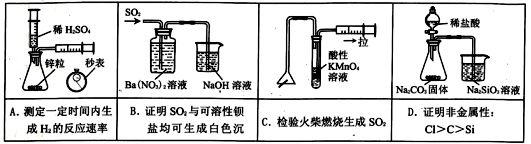 稀H₂SO₄
锌粒
秒表
SO₂
Ba(NO₃)₂溶液
NaOH溶液
拉
酸性
KMnO₄
溶液
稀盐酸
Na₂CO₃固体
Na₂SiO₃溶液
A. 测定一定时间内生
成H₂的反应速率
B. 证明SO₂与可溶性钡
盐均可生成白色沉
C. 检验火柴燃烧生成SO₂
D. 证明非金属性：
Cl＞C＞Si